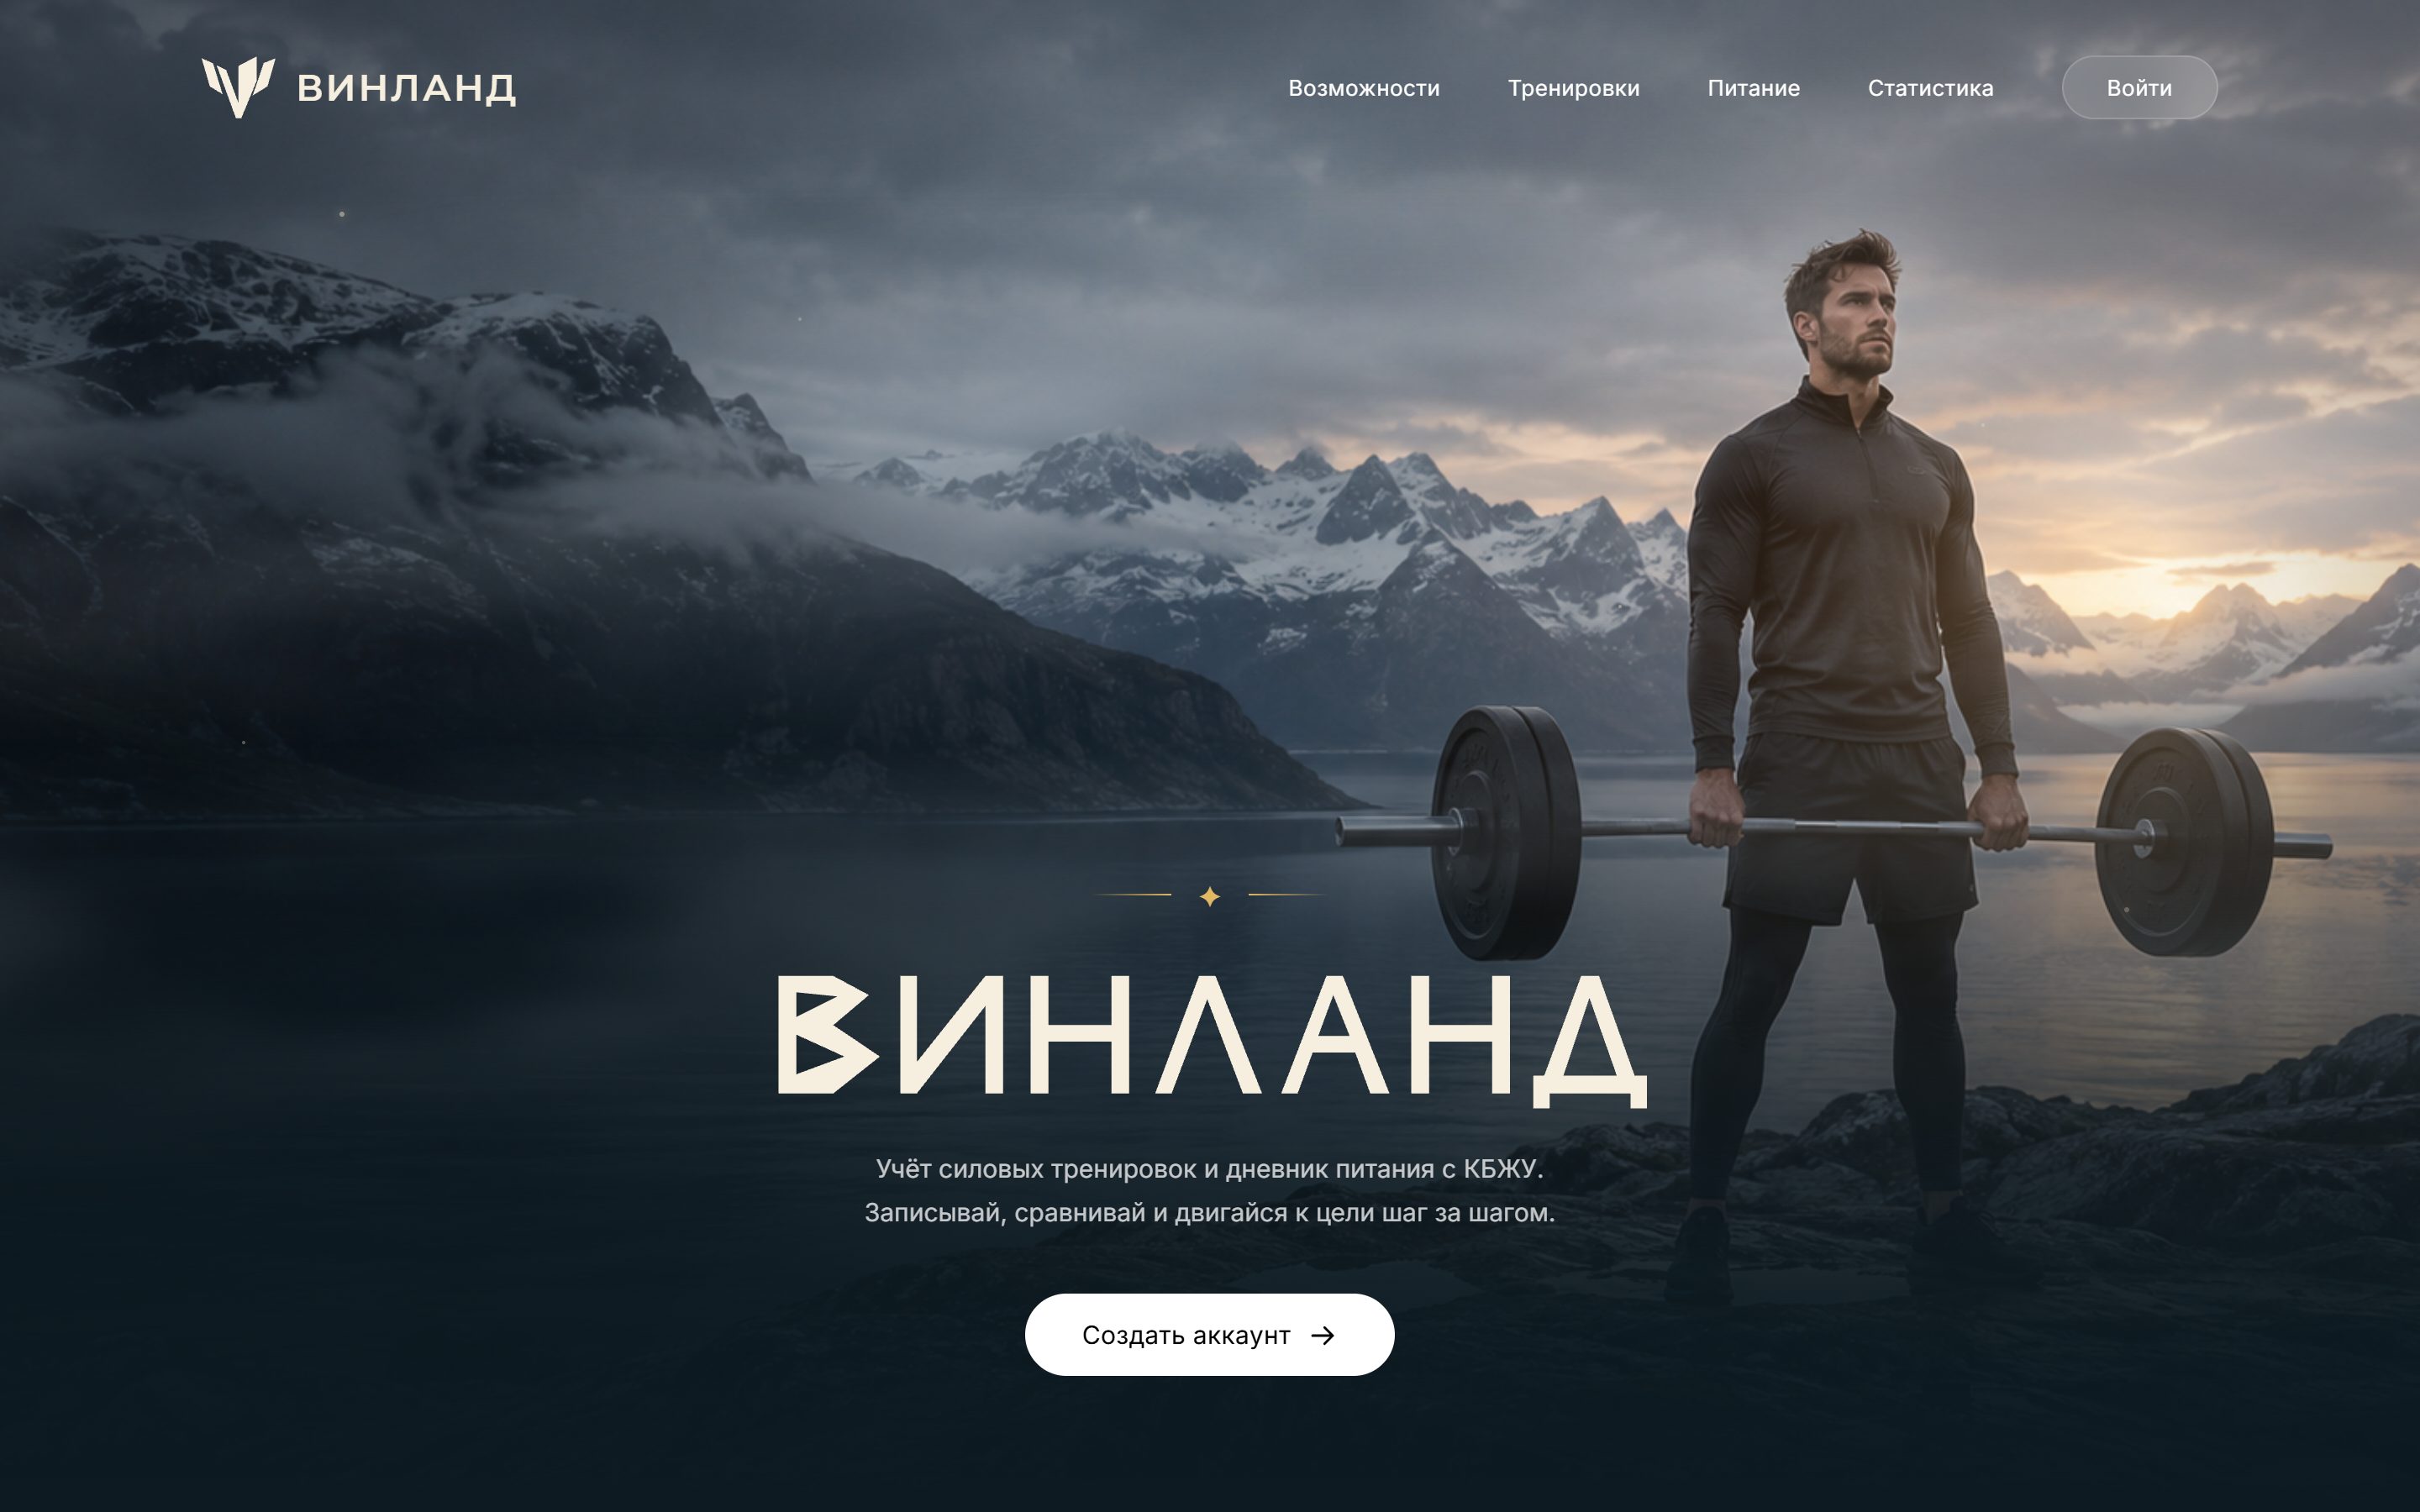 ВИНЛАНД
Возможности
Тренировки
Питание
Статистика
Войти
ВИНЛАНД
Учёт силовых тренировок и дневник питания с КБЖУ.
Записывай, сравнивай и двигайся к цели шаг за шагом.
Создать аккаунт →